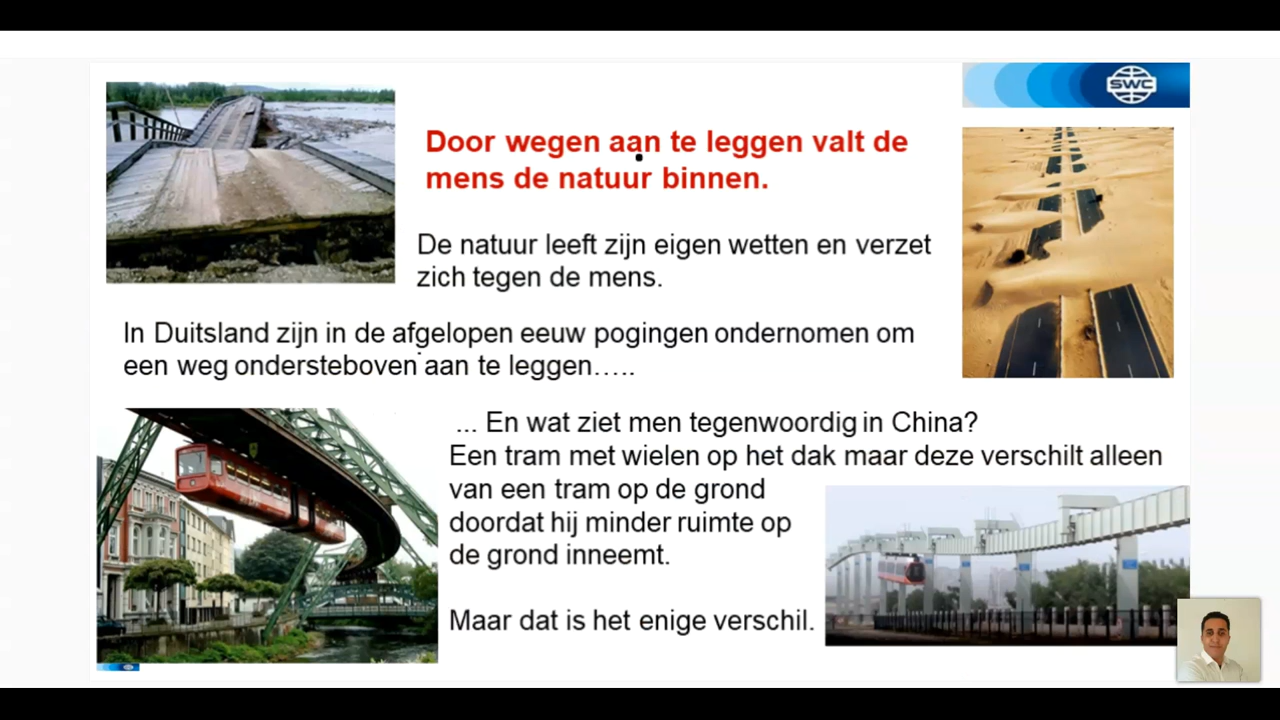 SWC
Door wegen aan te leggen valt de
mens de natuur binnen.
De natuur leeft zijn eigen wetten en verzet
zich tegen de mens.
In Duitsland zijn in de afgelopen eeuw pogingen ondernomen om
een weg ondersteboven aan te leggen.....
... En wat ziet men tegenwoordig in China?
Een tram met wielen op het dak maar deze verschilt alleen
van een tram op de grond
doordat hij minder ruimte op
de grond inneemt.
Maar dat is het enige verschil.